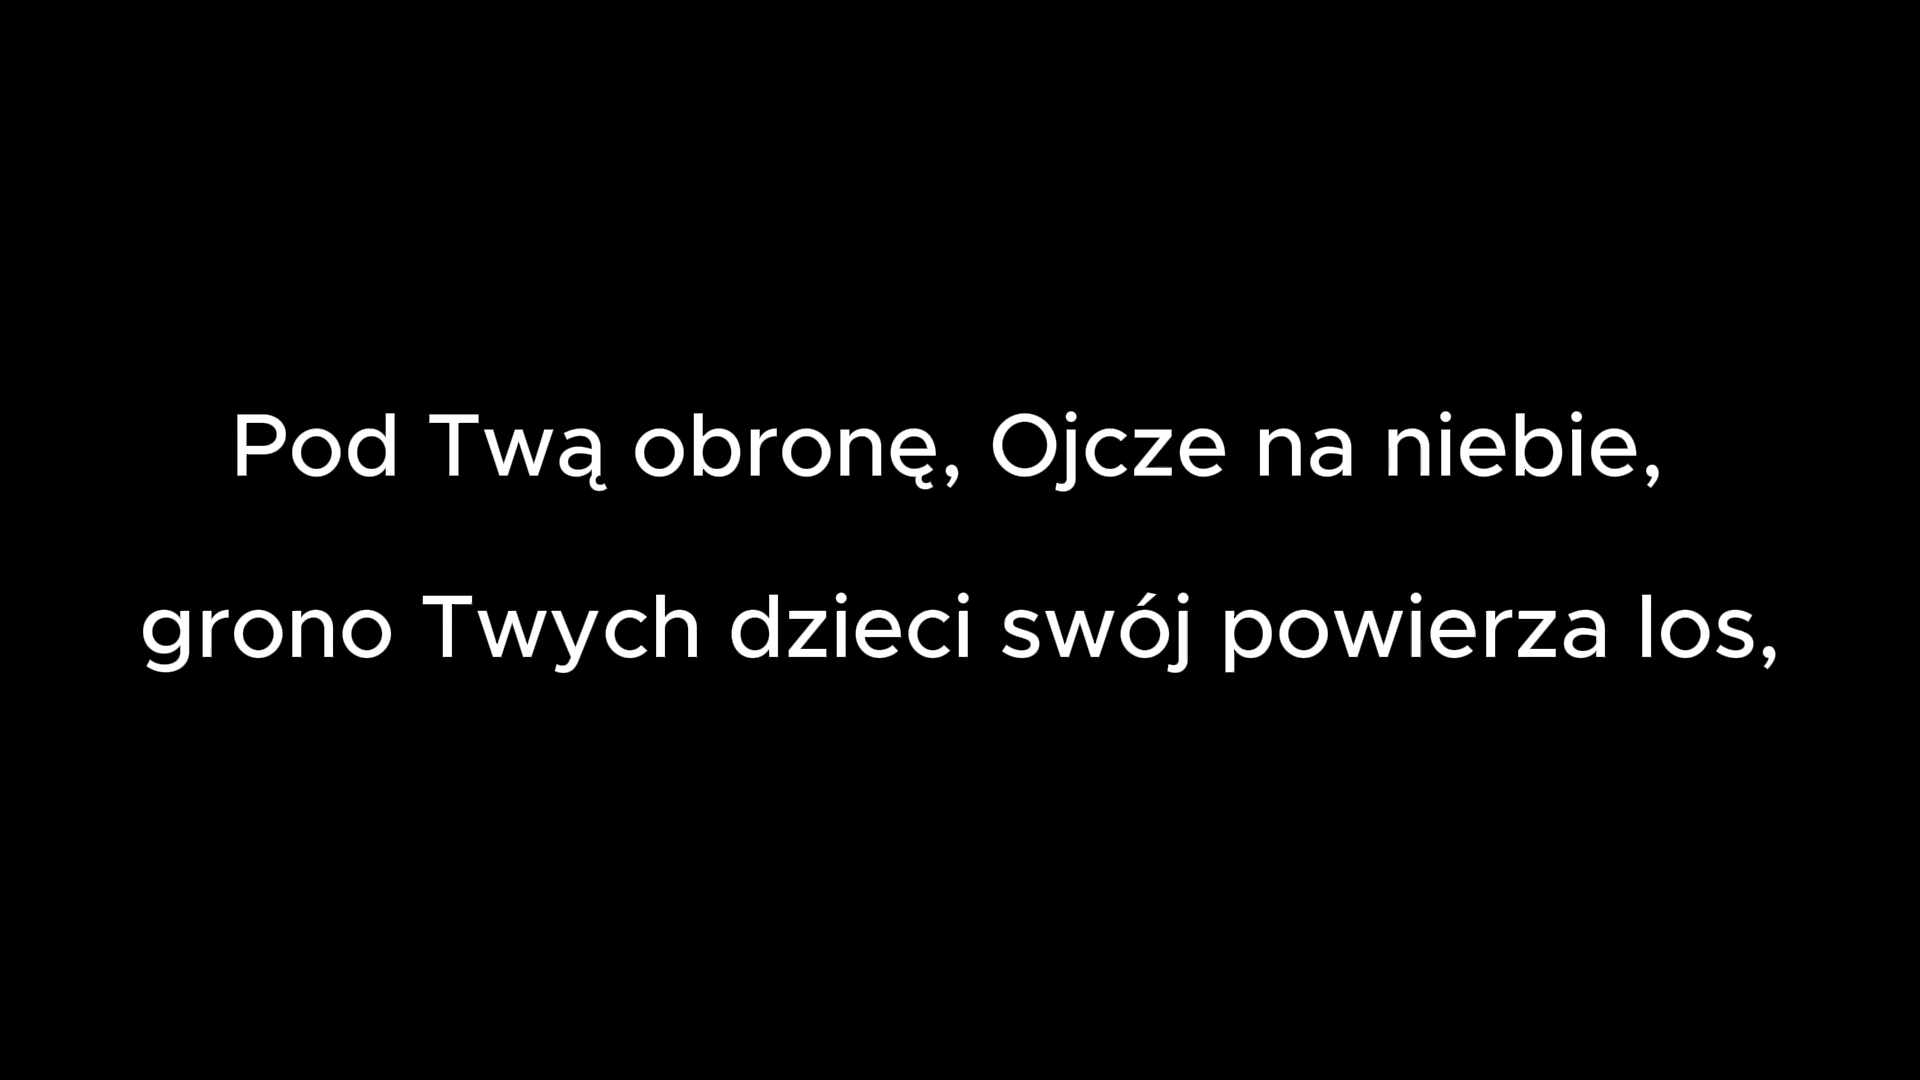 Pod Twą obronę, Ojcze na niebie,
grono Twych dzieci swój powierza los,